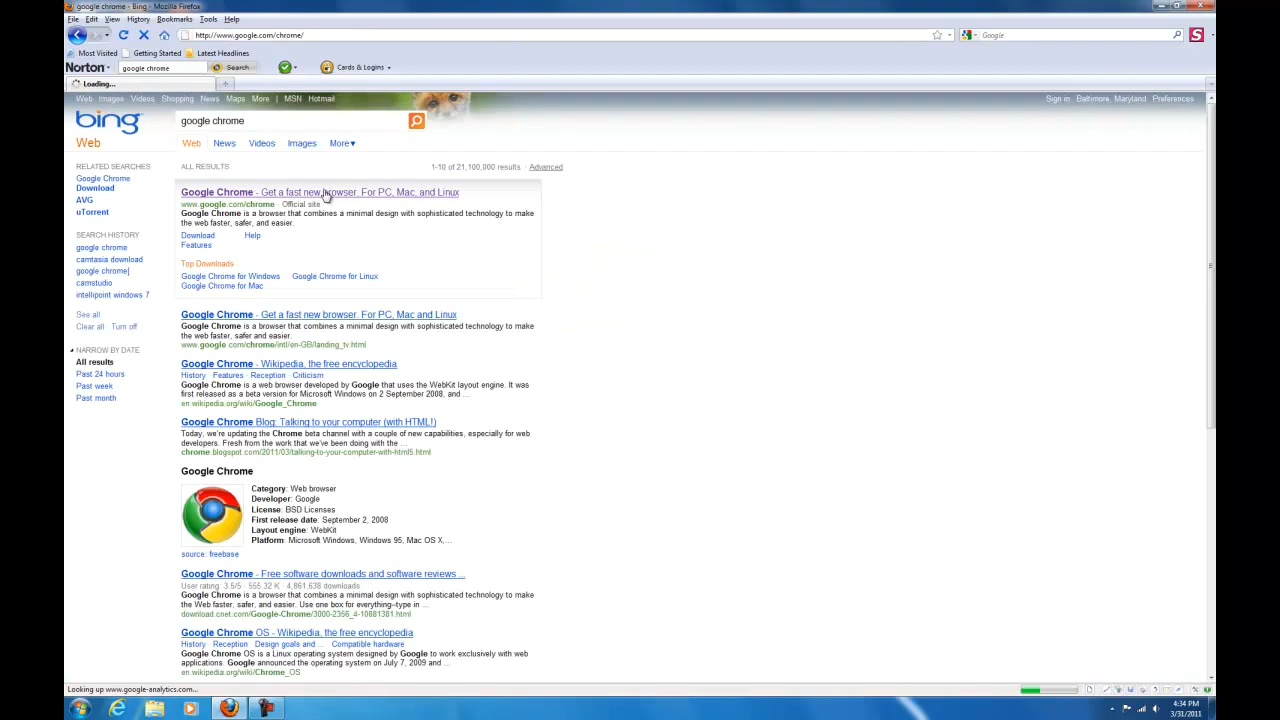 google chrome - Bing - Mozilla Firefox
File Edit View History Bookmarks Tools Help
http://www.google.com/chrome/
Google
Most Visited Getting Started Latest Headlines
Norton google chrome Search Cards & Logins
Loading...
Web Images Videos Shopping News Maps More | MSN Hotmail Sign in Baltimore, Maryland Preferences
bing google chrome
Web
Web News Videos Images More
RELATED SEARCHES
Google Chrome
Download
AVG
uTorrent
SEARCH HISTORY
google chrome
camtasia download
google chrome]
camstudio
intellipoint windows 7
See all
Clear all Turn off
NARROW BY DATE
All results
Past 24 hours
Past week
Past month
ALL RESULTS 1-10 of 21,100,000 results · Advanced
Google Chrome - Get a fast new browser. For PC, Mac, and Linux
www.google.com/chrome · Official site
Google Chrome is a browser that combines a minimal design with sophisticated technology to make
the web faster, safer, and easier.
Download Help
Features
Top Downloads
Google Chrome for Windows Google Chrome for Linux
Google Chrome for Mac
Google Chrome - Get a fast new browser. For PC, Mac and Linux
Google Chrome is a browser that combines a minimal design with sophisticated technology to make
the web faster, safer and easier.
www.google.com/chrome/intl/en-GB/landing_tv.html
Google Chrome - Wikipedia, the free encyclopedia
History · Features · Reception · Criticism
Google Chrome is a web browser developed by Google that uses the WebKit layout engine. It was
first released as a beta version for Microsoft Windows on 2 September 2008, and ...
en.wikipedia.org/wiki/Google_Chrome
Google Chrome Blog: Talking to your computer (with HTML!)
Today, we're updating the Chrome beta channel with a couple of new capabilities, especially for web
developers. Fresh from the work that we've been doing with the ...
chrome.blogspot.com/2011/03/talking-to-your-computer-with-html5.html
Google Chrome
Category: Web browser
Developer: Google
License: BSD Licenses
First release date: September 2, 2008
Layout engine: WebKit
Platform: Microsoft Windows, Windows 95, Mac OS X,...
source: freebase
Google Chrome - Free software downloads and software reviews ...
User rating: 3.5/5 · 555.32 K · 4,861,638 downloads
Google Chrome is a browser that combines a minimal design with sophisticated technology to make
the Web faster, safer, and easier. Use one box for everything--type in ...
download.cnet.com/Google-Chrome/3000-2356_4-10881381.html
Google Chrome OS - Wikipedia, the free encyclopedia
History · Reception · Design goals and ... · Compatible hardware
Google Chrome OS is a Linux operating system designed by Google to work exclusively with web
applications. Google announced the operating system on July 7, 2009 and ...
en.wikipedia.org/wiki/Chrome_OS
Looking up www.google-analytics.com...
4:34 PM
3/31/2011